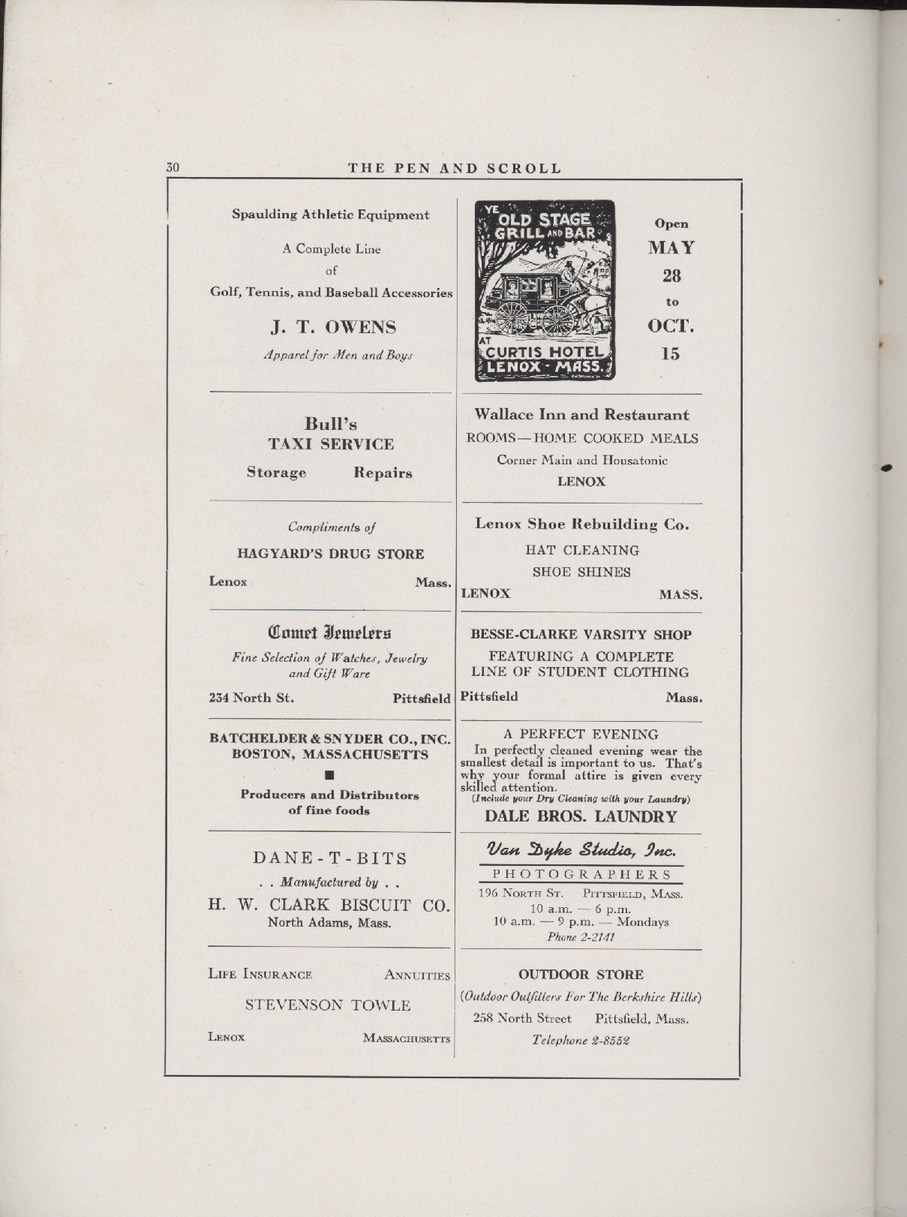 30
THE PEN AND SCROLL
Spaulding Athletic Equipment
A Complete Line
of
Golf, Tennis, and Baseball Accessories
J. T. OWENS
Apparel for Men and Boys
Bull's
TAXI SERVICE
Storage Repairs
Compliments of
HAGYARD'S DRUG STORE
Lenox Mass.
Comet Jewelers
Fine Selection of Watches, Jewelry
and Gift Ware
234 North St. Pittsfield
BATCHELDER & SNYDER CO., INC.
BOSTON, MASSACHUSETTS
Producers and Distributors
of fine foods
DANE-T-BITS
. . Manufactured by . .
H. W. CLARK BISCUIT CO.
North Adams, Mass.
LIFE INSURANCE ANNUITIES
STEVENSON TOWLE
LENOX MASSACHUSETTS
YE
OLD STAGE
GRILL AND BAR
AT
CURTIS HOTEL
LENOX - MASS.
Open
MAY
28
to
OCT.
15
Wallace Inn and Restaurant
ROOMS—HOME COOKED MEALS
Corner Main and Housatonic
LENOX
Lenox Shoe Rebuilding Co.
HAT CLEANING
SHOE SHINES
LENOX MASS.
BESSE-CLARKE VARSITY SHOP
FEATURING A COMPLETE
LINE OF STUDENT CLOTHING
Pittsfield Mass.
A PERFECT EVENING
In perfectly cleaned evening wear the
smallest detail is important to us. That's
why your formal attire is given every
skilled attention.
(Include your Dry Cleaning with your Laundry)
DALE BROS. LAUNDRY
Van Dyke Studio, Inc.
PHOTOGRAPHERS
196 NORTH ST. PITTSFIELD, MASS.
10 a.m. — 6 p.m.
10 a.m. — 9 p.m. — Mondays
Phone 2-2141
OUTDOOR STORE
(Outdoor Outfitters For The Berkshire Hills)
258 North Street Pittsfield, Mass.
Telephone 2-8552